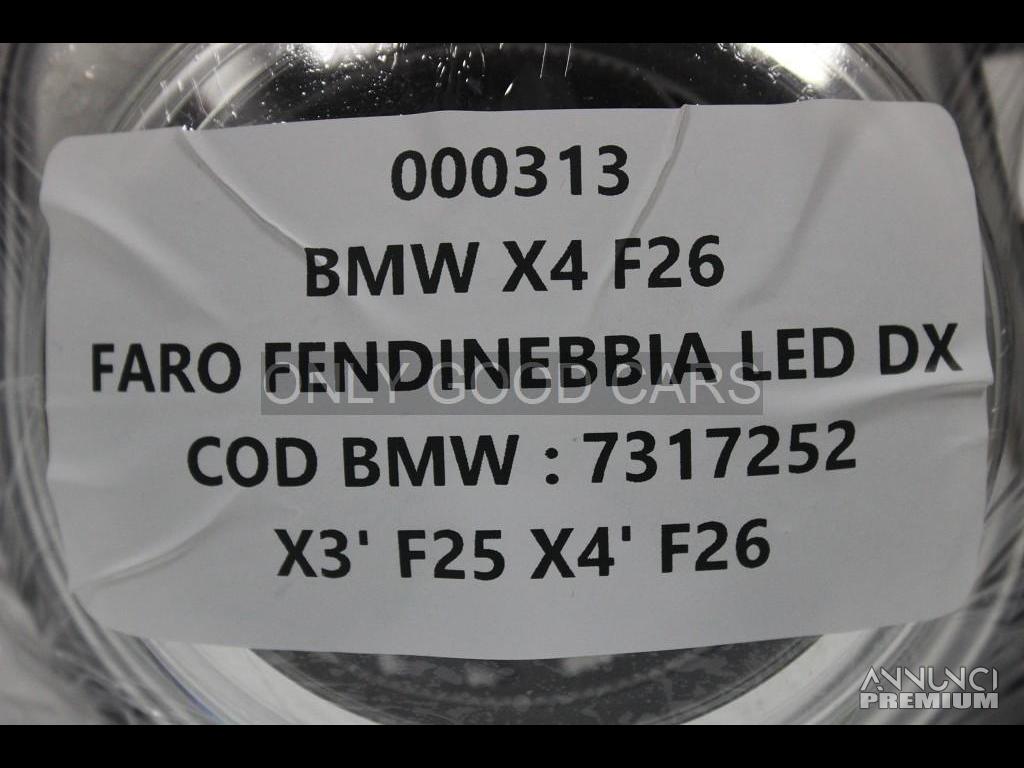 000313
BMW X4 F26
FARO FENDINEBBIA LED DX
ONLY GOOD CARS
COD BMW : 7317252
X3' F25 X4' F26
ANNUNCI
PREMIUM